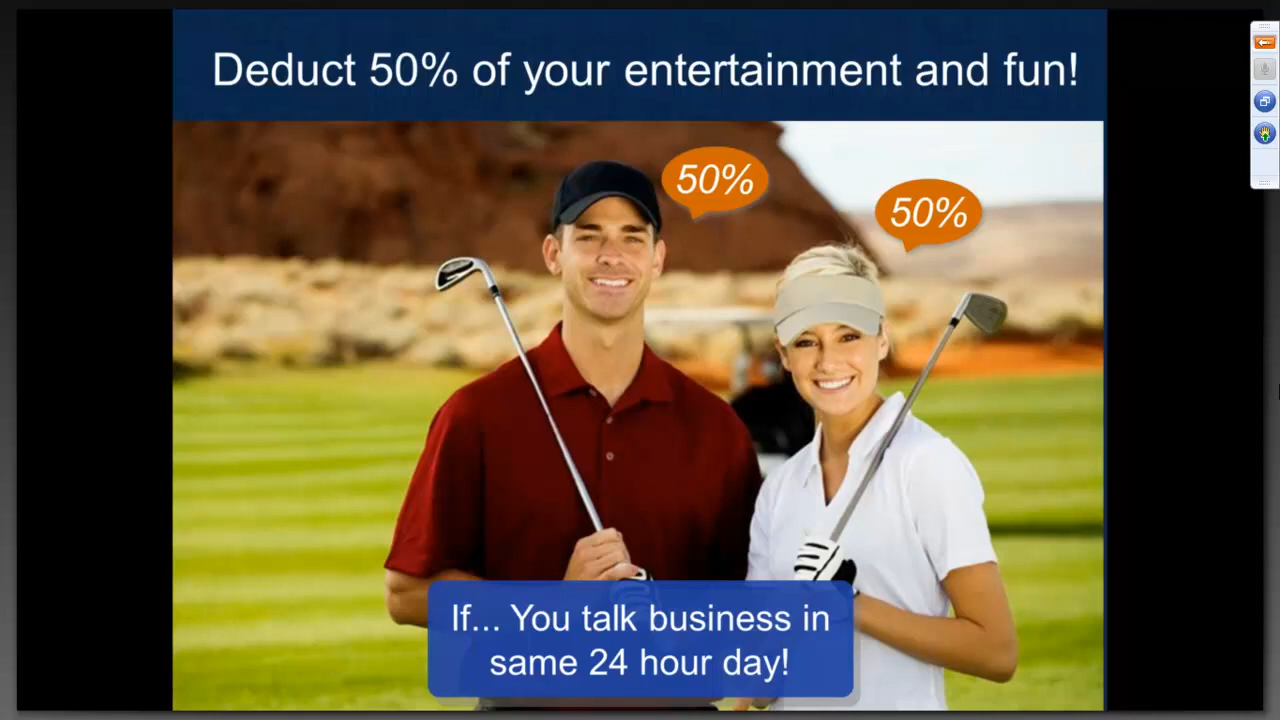 Deduct 50% of your entertainment and fun!
50%
50%
If... You talk business in
same 24 hour day!